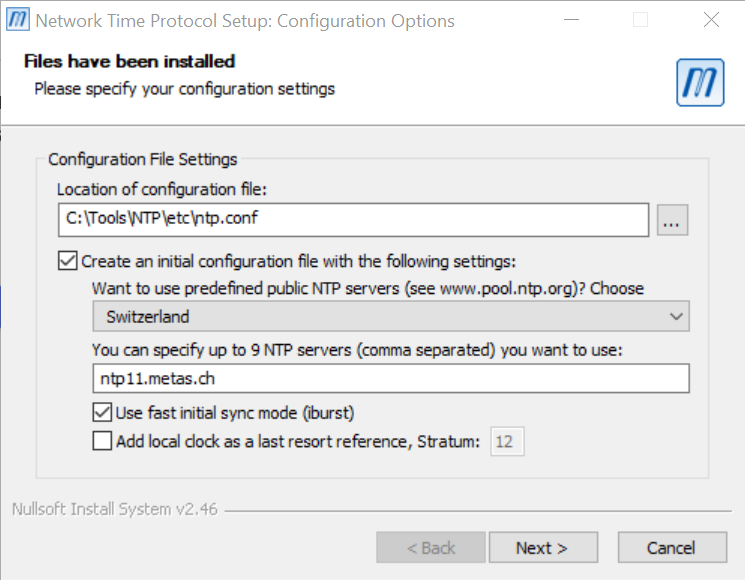 Network Time Protocol Setup: Configuration Options
Files have been installed
Please specify your configuration settings
Configuration File Settings
Location of configuration file:
C:\Tools\NTP\etc\ntp.conf
...
Create an initial configuration file with the following settings:
Want to use predefined public NTP servers (see www.pool.ntp.org)? Choose
Switzerland
You can specify up to 9 NTP servers (comma separated) you want to use:
ntp11.metas.ch
Use fast initial sync mode (iburst)
Add local clock as a last resort reference, Stratum: 12
Nullsoft Install System v2.46
< Back Next > Cancel